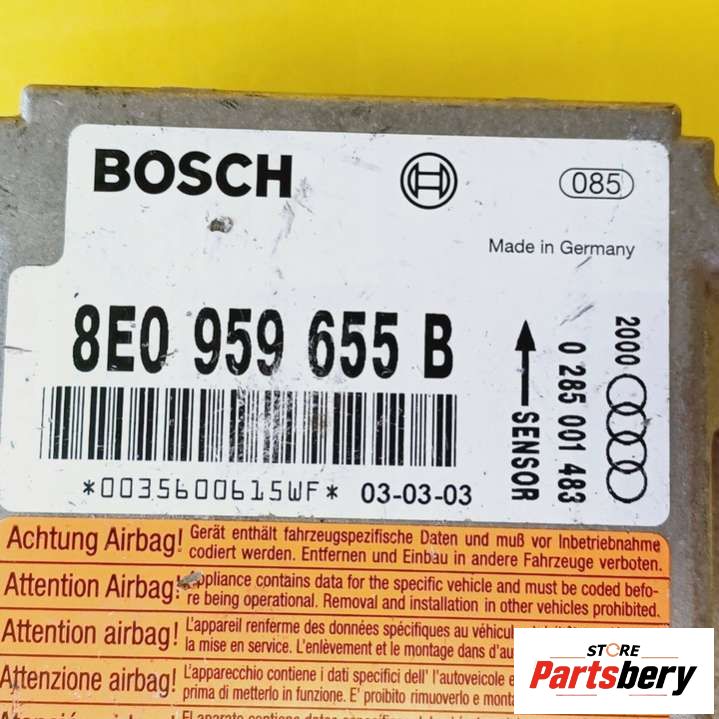 BOSCH
085
Made in Germany
8E0 959 655 B
SENSOR
0 285 001 483
2000
*0035600615WF* 03-03-03
Achtung Airbag! Gerät enthält fahrzeugspezifische Daten und muß vor Inbetriebnahme
codiert werden. Entfernen und Einbau in andere Fahrzeuge verboten.
Attention Airbag! ppliance contains data for the specific vehicle and must be coded befo-
re being operational. Removal and installation in other vehicles prohibited.
Attention airbag! L'appareil renferme des données spécifiques au véhicule
la mise en service. L'enlèvement et le montage dans d'au
Attenzione airbag! L'apparecchio contiene i dati specifici dell' l'autoveicolo e
prima di metterlo in funzione. E' proibito rimuoverlo e monta
STORE
Partsbery